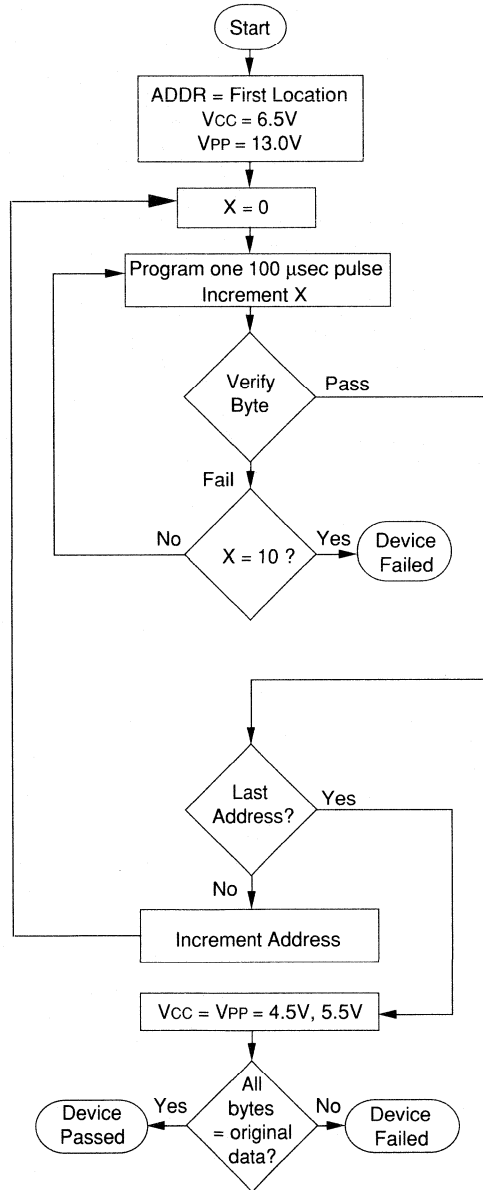 Start
ADDR = First Location
VCC = 6.5V
VPP = 13.0V
X = 0
Program one 100 µsec pulse
Increment X
Verify
Byte
Pass
Fail
X = 10 ?
No
Yes
Device
Failed
Last
Address?
Yes
No
Increment Address
VCC = VPP = 4.5V, 5.5V
All
bytes
= original
data?
Yes
Device
Passed
No
Device
Failed